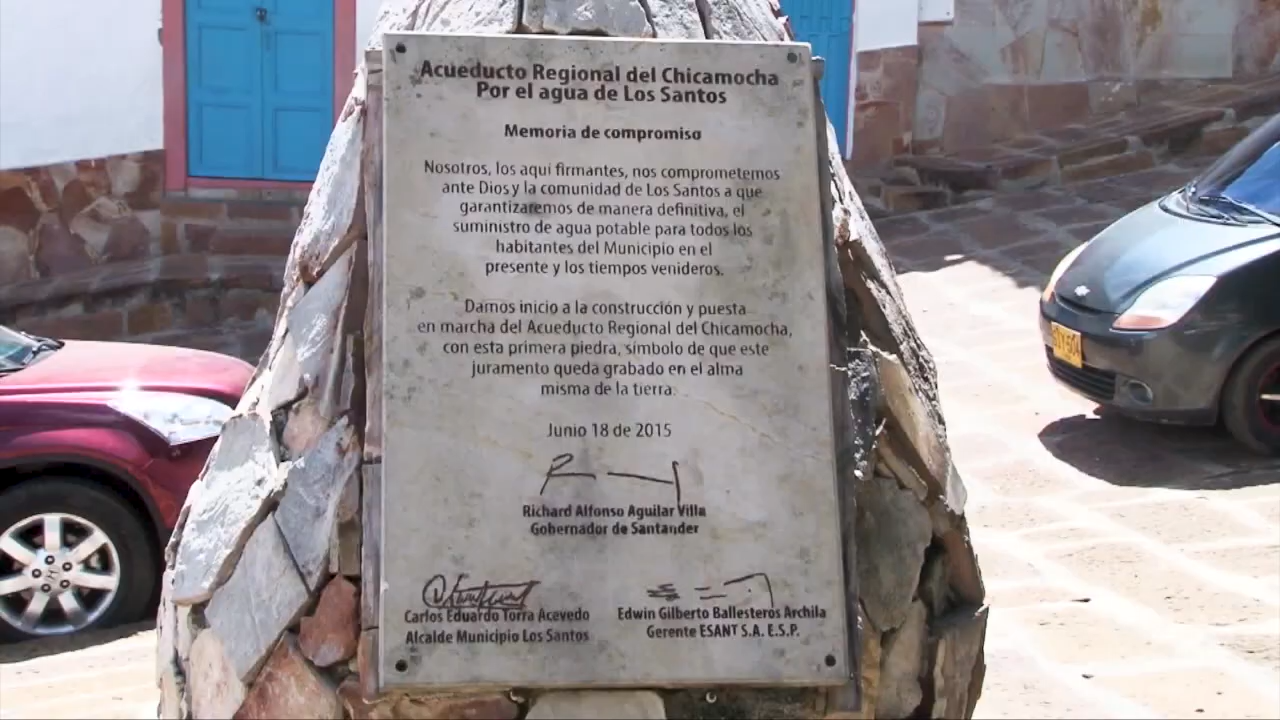 Acueducto Regional del Chicamocha
Por el agua de Los Santos
Memoria de compromiso
Nosotros, los aqui firmantes, nos comprometemos
ante Dios y la comunidad de Los Santos a que
garantizaremos de manera definitiva, el
suministro de agua potable para todos los
habitantes del Municipio en el
presente y los tiempos venideros.
Damos inicio a la construcción y puesta
en marcha del Acueducto Regional del Chicamocha,
con esta primera piedra, símbolo de que este
juramento queda grabado en el alma
misma de la tierra.
Junio 18 de 2015
Richard Alfonso Aguilar Villa
Gobernador de Santander
Carlos Eduardo Torra Acevedo
Alcalde Municipio Los Santos
Edwin Gilberto Ballesteros Archila
Gerente ESANT S.A. E.S.P.